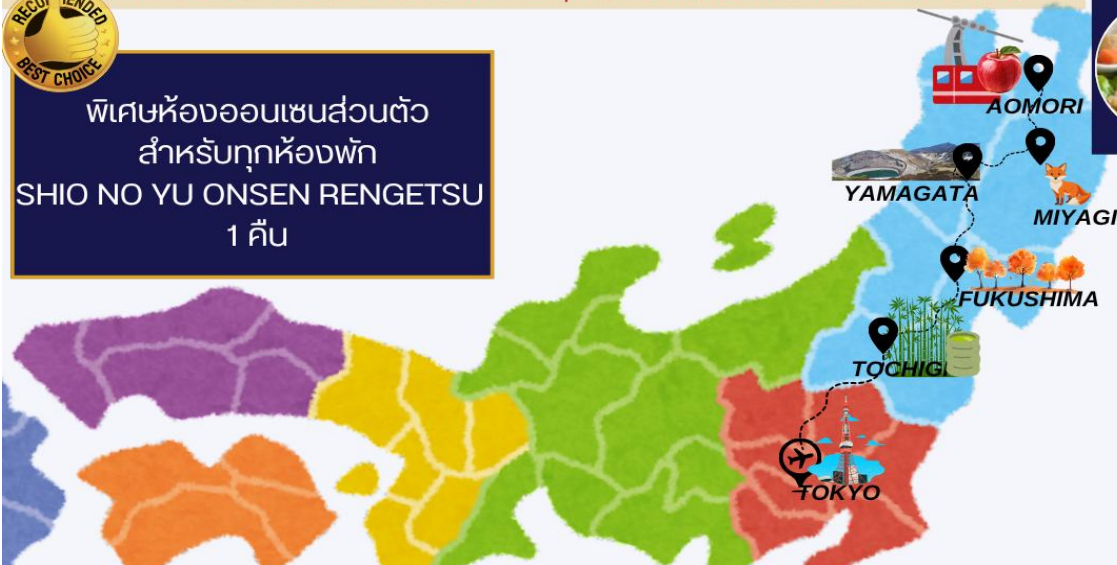 RECOMMENDED
BEST CHOICE
พิเศษห้องออนเซนส่วนตัว
สำหรับทุกห้องพัก
SHIO NO YU ONSEN RENGETSU
1 คืน
AOMORI
YAMAGATA
MIYAGI
FUKUSHIMA
TOCHIGI
TOKYO